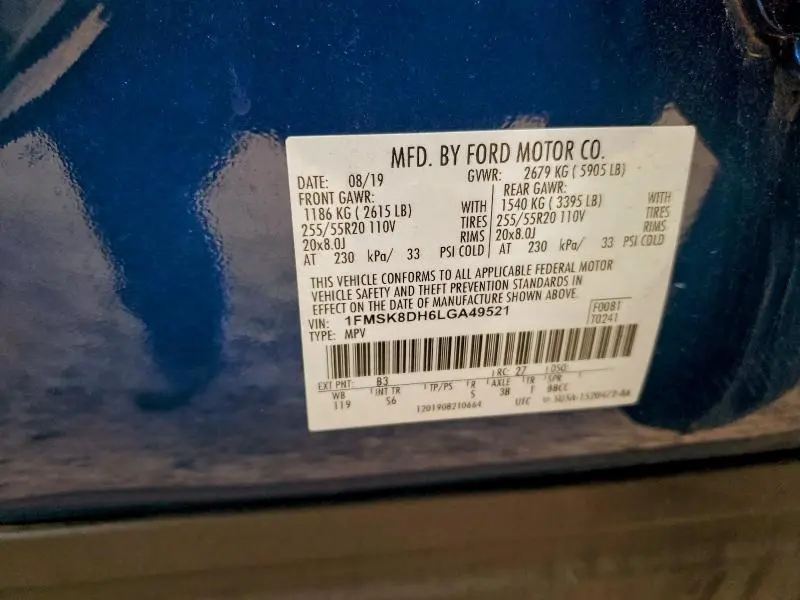 MFD. BY FORD MOTOR CO.
DATE: 08/19 GVWR: 2679 KG ( 5905 LB)
FRONT GAWR: REAR GAWR:
1186 KG ( 2615 LB) WITH 1540 KG ( 3395 LB) WITH
255/55R20 110V TIRES 255/55R20 110V TIRES
20x8.0J RIMS 20x8.0J RIMS
AT 230 kPa/ 33 PSI COLD AT 230 kPa/ 33 PSI COLD
THIS VEHICLE CONFORMS TO ALL APPLICABLE FEDERAL MOTOR
VEHICLE SAFETY AND THEFT PREVENTION STANDARDS IN
EFFECT ON THE DATE OF MANUFACTURE SHOWN ABOVE.
VIN: 1FMSK8DH6LGA49521 F0081
TYPE: MPV T0241
EXT PNT: B3 RC: 27 DSO:
WB INT TR TP/PS R AXLE TR SPR
119 S6 S 3B T BBCC
1201908210664 UTC